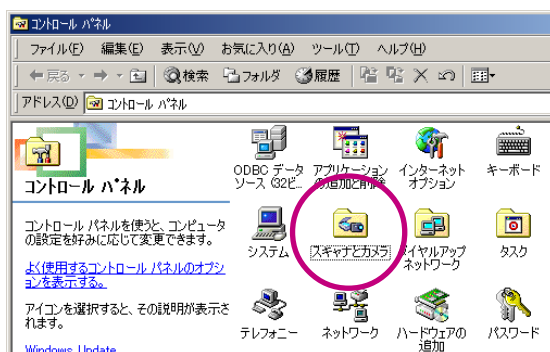 コントロール パネル
ファイル(F) 編集(E) 表示(V) お気に入り(A) ツール(T) ヘルプ(H)
戻る 検索 フォルダ 履歴
アドレス(D) コントロール パネル
コントロール パネル
コントロール パネルを使うと、コンピュータ
の設定を好みに応じて変更できます。
よく使用するコントロール パネルのオプシ
ョンを表示する。
アイコンを選択すると、その説明が表示さ
れます。
Windows Update
ODBC データ
ソース (32ビ...
アプリケーション
の追加と削除
インターネット
オプション
キーボード
システム
スキャナとカメラ
ダイヤルアップ
ネットワーク
タスク
テレフォニー
ネットワーク
ハードウェアの
追加
パスワード